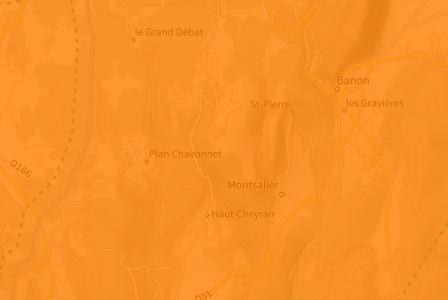 le Grand Débat
Banon
St-Pierre
les Gravières
Plan Chavonnet
D166
Montsalier
Haut Cheyran
D51